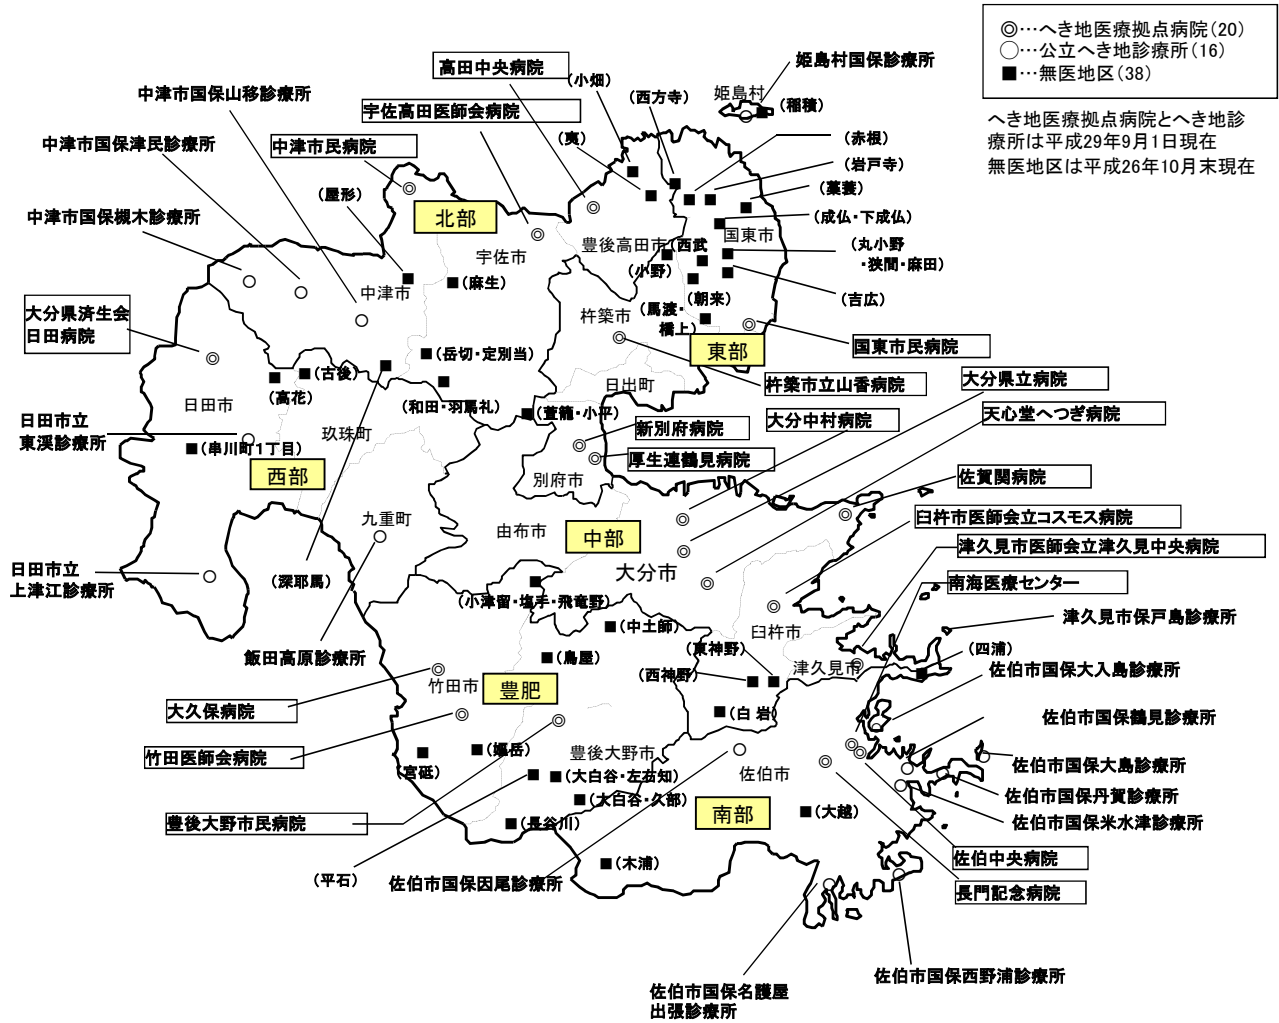 ◎…へき地医療拠点病院(20)
○…公立へき地診療所(16)
■…無医地区(38)
へき地医療拠点病院とへき地診
療所は平成29年9月1日現在
無医地区は平成26年10月末現在
高田中央病院
(小畑)
姫島村国保診療所
中津市国保山移診療所
宇佐高田医師会病院
(西方寺)
姫島村
(稲積)
中津市国保津民診療所
中津市民病院
(夷)
(赤根)
(岩戸寺)
(屋形)
(薬莪)
中津市国保槻木診療所
北部
(成仏・下成仏)
宇佐市
豊後高田市
(西武
国東市
(丸小野
・狭間・麻田)
(小野)
中津市
(麻生)
(朝来)
(吉広)
大分県済生会
日田病院
杵築市
(馬渡・
橋上)
東部
国東市民病院
(岳切・定別当)
(古後)
日出町
杵築市立山香病院
大分県立病院
日田市
(高花)
(和田・羽馬礼)
(萱籠・小平)
大分中村病院
天心堂へつぎ病院
日田市立
東溪診療所
玖珠町
新別府病院
(串川町1丁目)
厚生連鶴見病院
西部
別府市
佐賀関病院
九重町
由布市
中部
臼杵市医師会立コスモス病院
津久見市医師会立津久見中央病院
日田市立
上津江診療所
(深耶馬)
大分市
南海医療センター
(小津留・塩手・飛竜野)
津久見市保戸島診療所
(中土師)
臼杵市
飯田高原診療所
(鳥屋)
(東神野)
(四浦)
津久見市
(西神野)
佐伯市国保大入島診療所
竹田市
豊肥
大久保病院
(白岩)
佐伯市国保鶴見診療所
竹田医師会病院
(嫗岳)
豊後大野市
(宮砥)
佐伯市
佐伯市国保大島診療所
(大白谷・左右知)
佐伯市国保丹賀診療所
(大白谷・久部)
豊後大野市民病院
(長谷川)
南部
(大越)
佐伯市国保米水津診療所
佐伯中央病院
(平石)
佐伯市国保因尾診療所
(木浦)
長門記念病院
佐伯市国保西野浦診療所
佐伯市国保名護屋
出張診療所